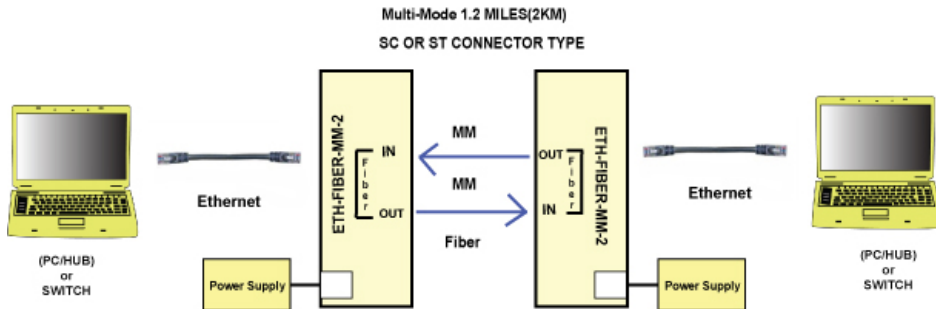 Multi-Mode 1.2 MILES(2KM)
SC OR ST CONNECTOR TYPE
Ethernet
(PC/HUB)
or
SWITCH
ETH-FIBER-MM-2
Fiber
IN
OUT
Power Supply
MM
MM
Fiber
OUT
IN
Fiber
ETH-FIBER-MM-2
Power Supply
Ethernet
(PC/HUB)
or
SWITCH